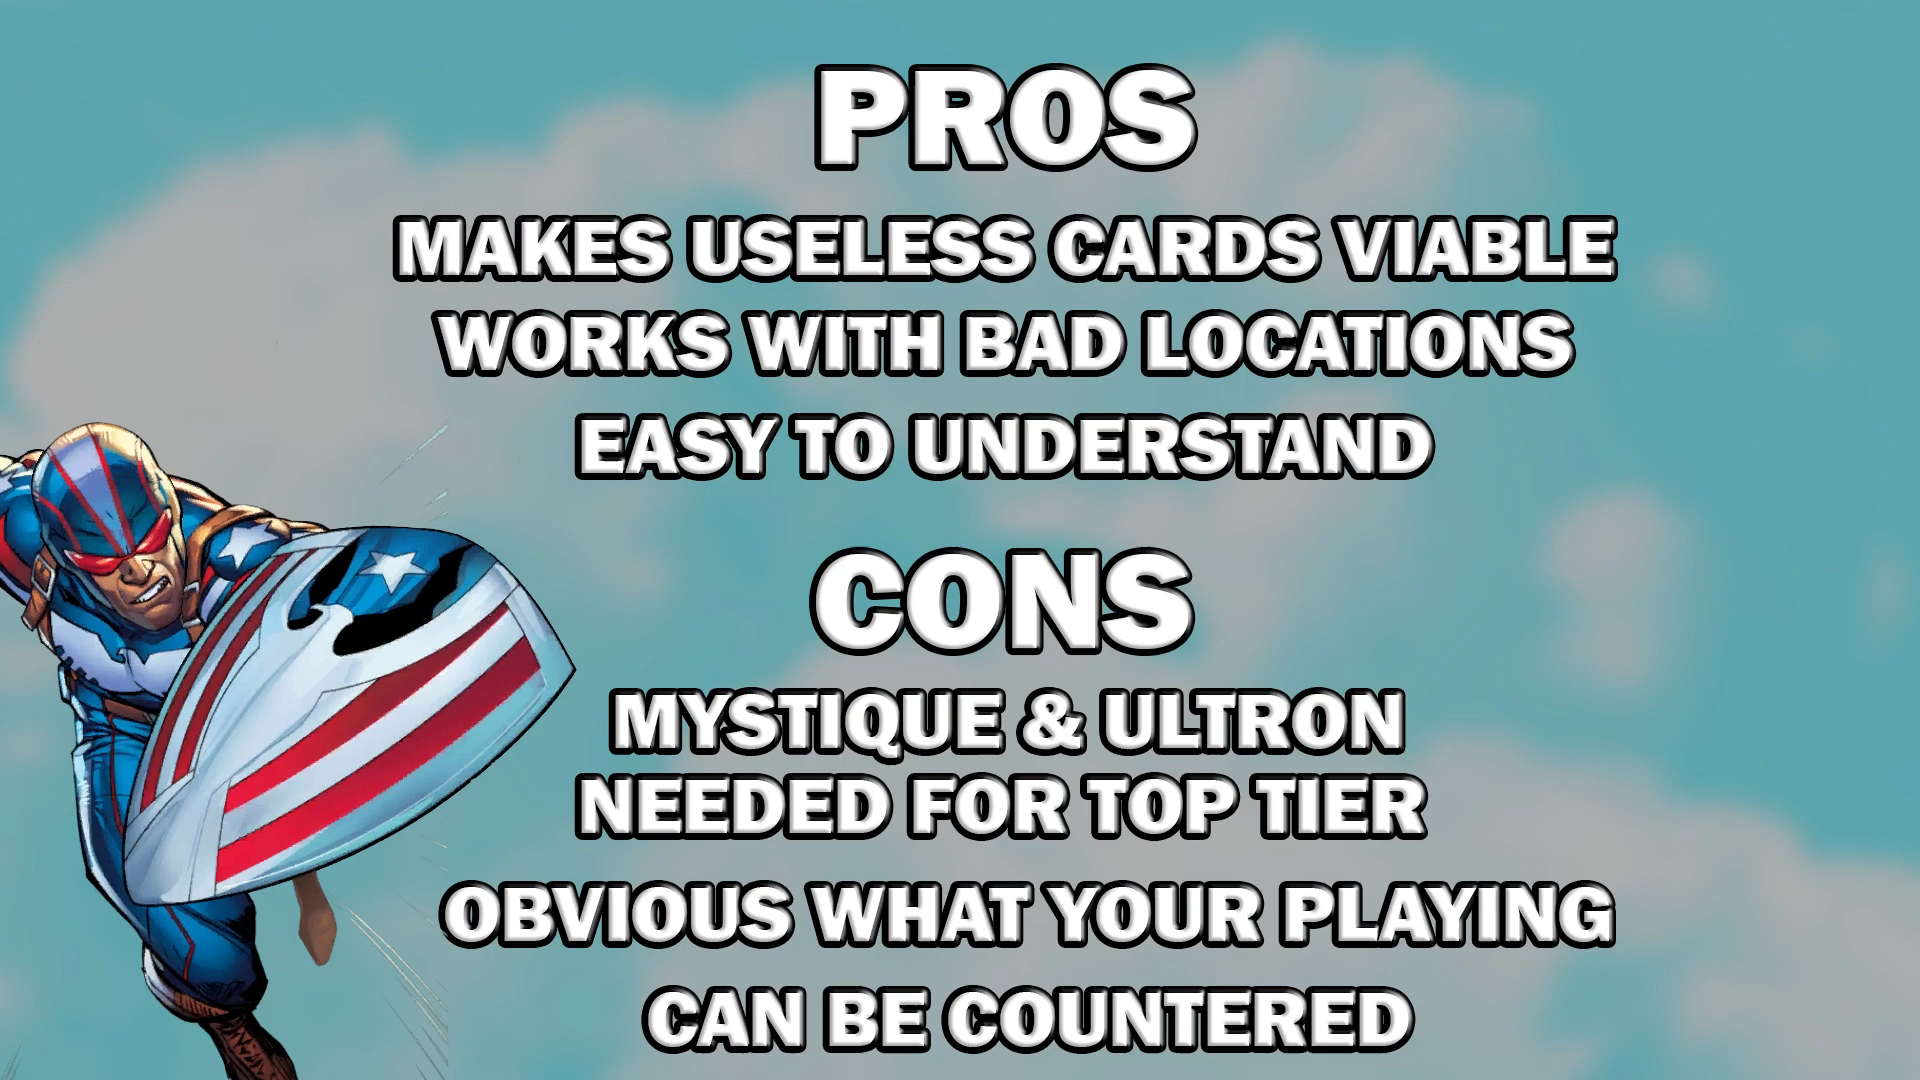 PROS
MAKES USELESS CARDS VIABLE
WORKS WITH BAD LOCATIONS
EASY TO UNDERSTAND
CONS
MYSTIQUE & ULTRON
NEEDED FOR TOP TIER
OBVIOUS WHAT YOUR PLAYING
CAN BE COUNTERED